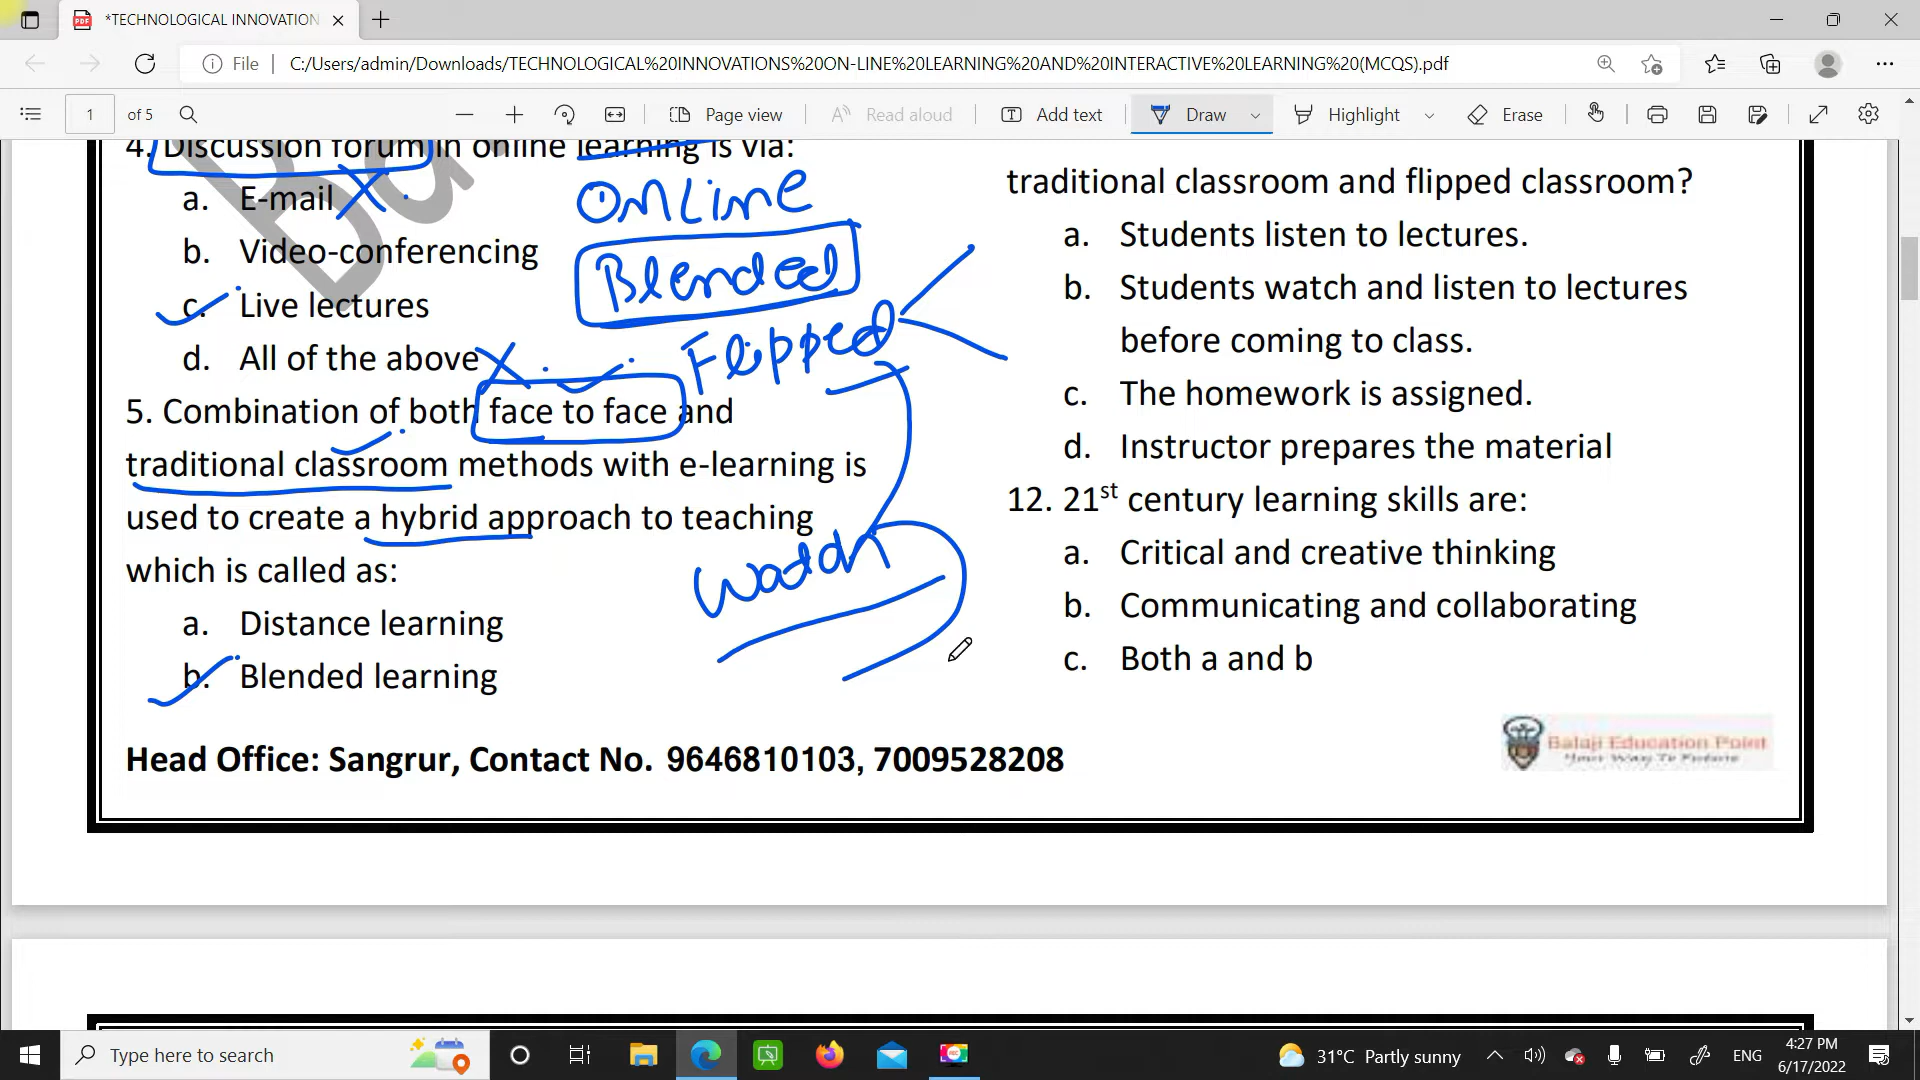 *TECHNOLOGICAL INNOVATION
File
C:/Users/admin/Downloads/TECHNOLOGICAL%20INNOVATIONS%20ON-LINE%20LEARNING%20AND%20INTERACTIVE%20LEARNING%20(MCQS).pdf
1 of 5
Page view
Read aloud
Add text
Draw
Highlight
Erase
4. Discussion forum in online learning is via:
a. E-mail
b. Video-conferencing
c. Live lectures
d. All of the above
OnLine
Blended
Flipped
5. Combination of both face to face and
traditional classroom methods with e-learning is
used to create a hybrid approach to teaching
which is called as:
a. Distance learning
b. Blended learning
traditional classroom and flipped classroom?
a. Students listen to lectures.
b. Students watch and listen to lectures
before coming to class.
c. The homework is assigned.
d. Instructor prepares the material
12. 21st century learning skills are:
a. Critical and creative thinking
b. Communicating and collaborating
c. Both a and b
Head Office: Sangrur, Contact No. 9646810103, 7009528208
Balaji Education Point
Your Way To Future
Type here to search
31°C Partly sunny
ENG
4:27 PM
6/17/2022